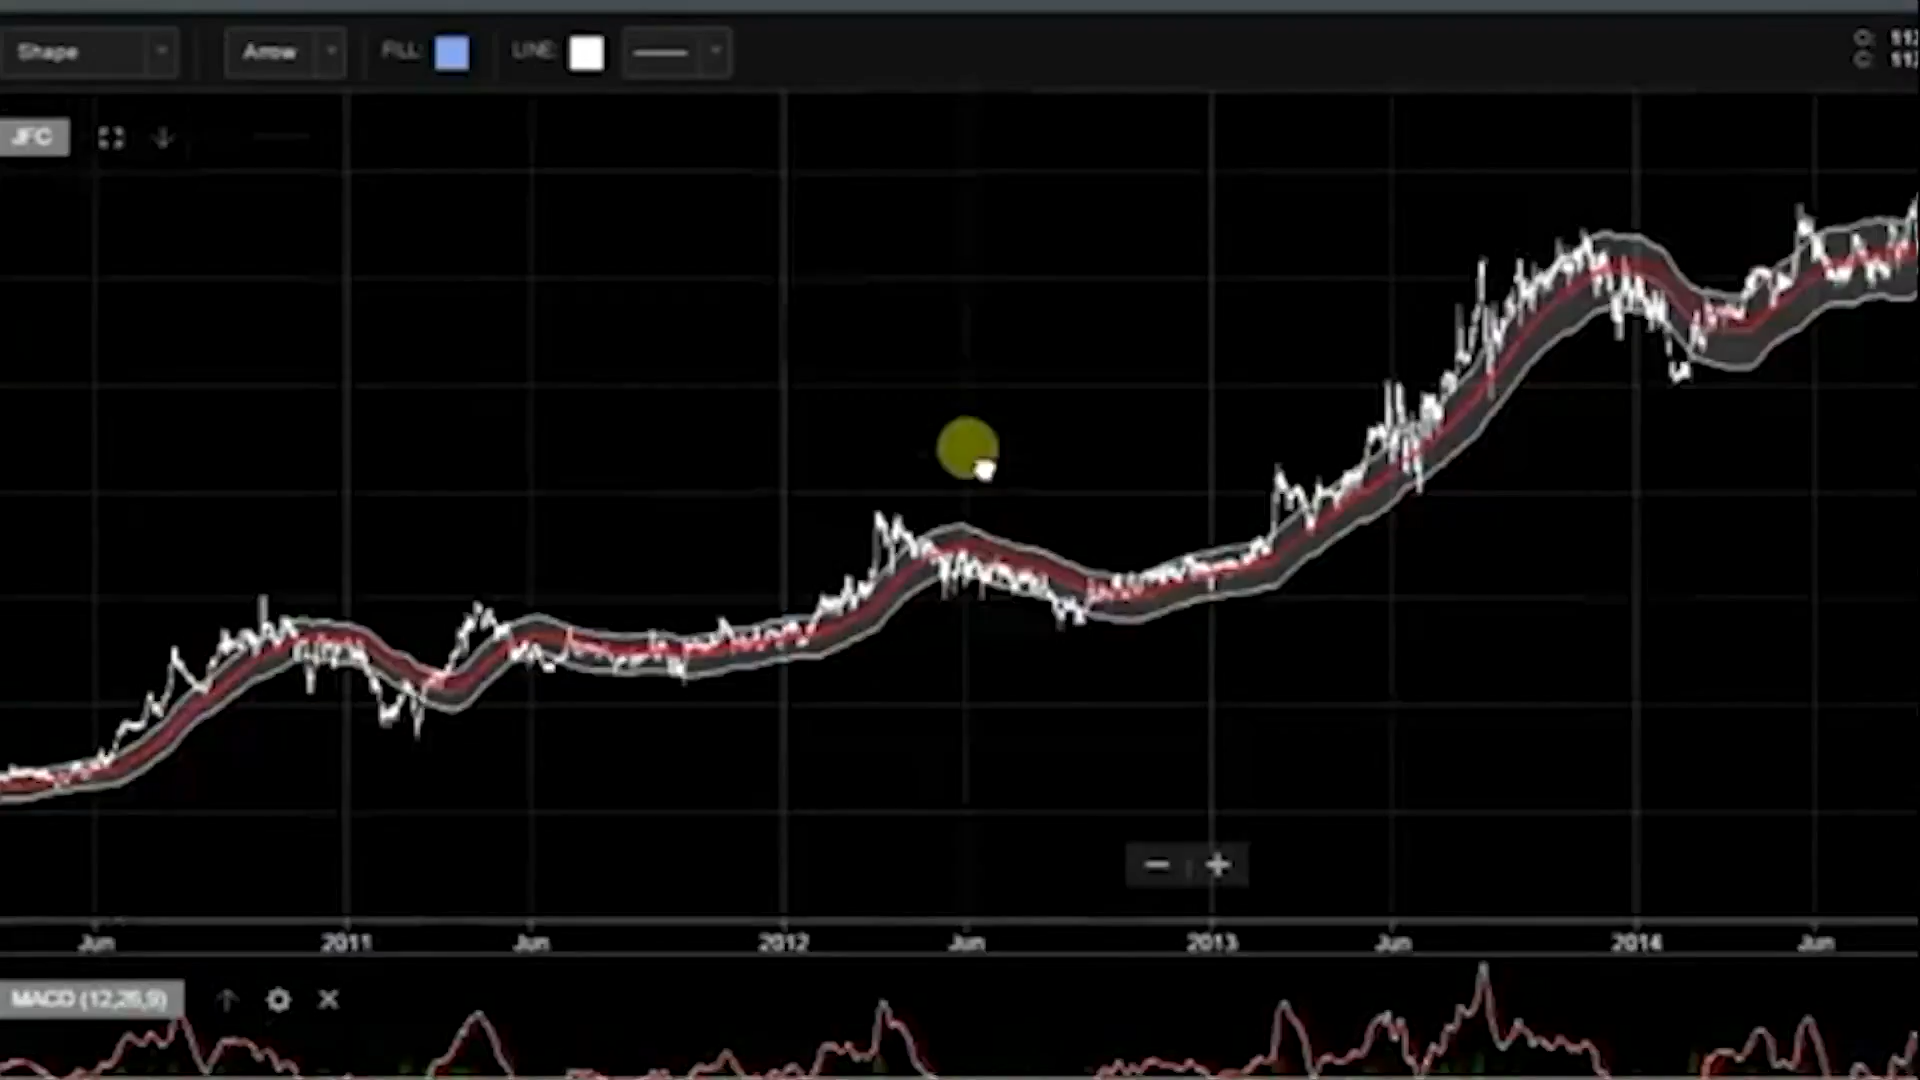 Shape
Arrow
FILL:
LINE:
O:
C:
JFC
Jun
2011
Jun
2012
Jun
2013
Jun
2014
Jun
MACD (12,26,9)